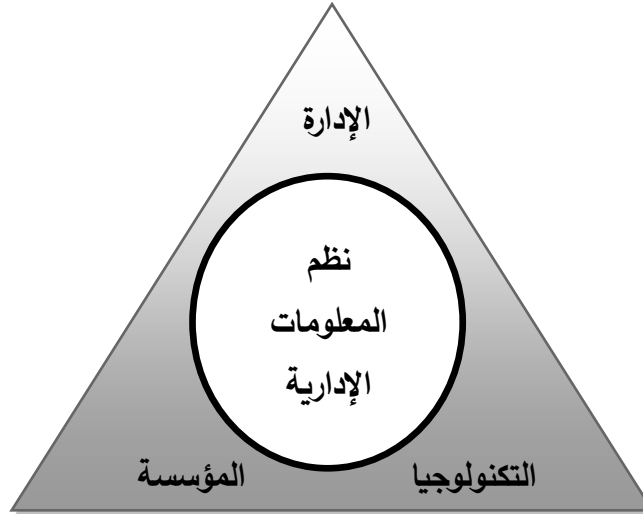 الإدارة
نظم
المعلومات
الإدارية
التكنولوجيا
المؤسسة